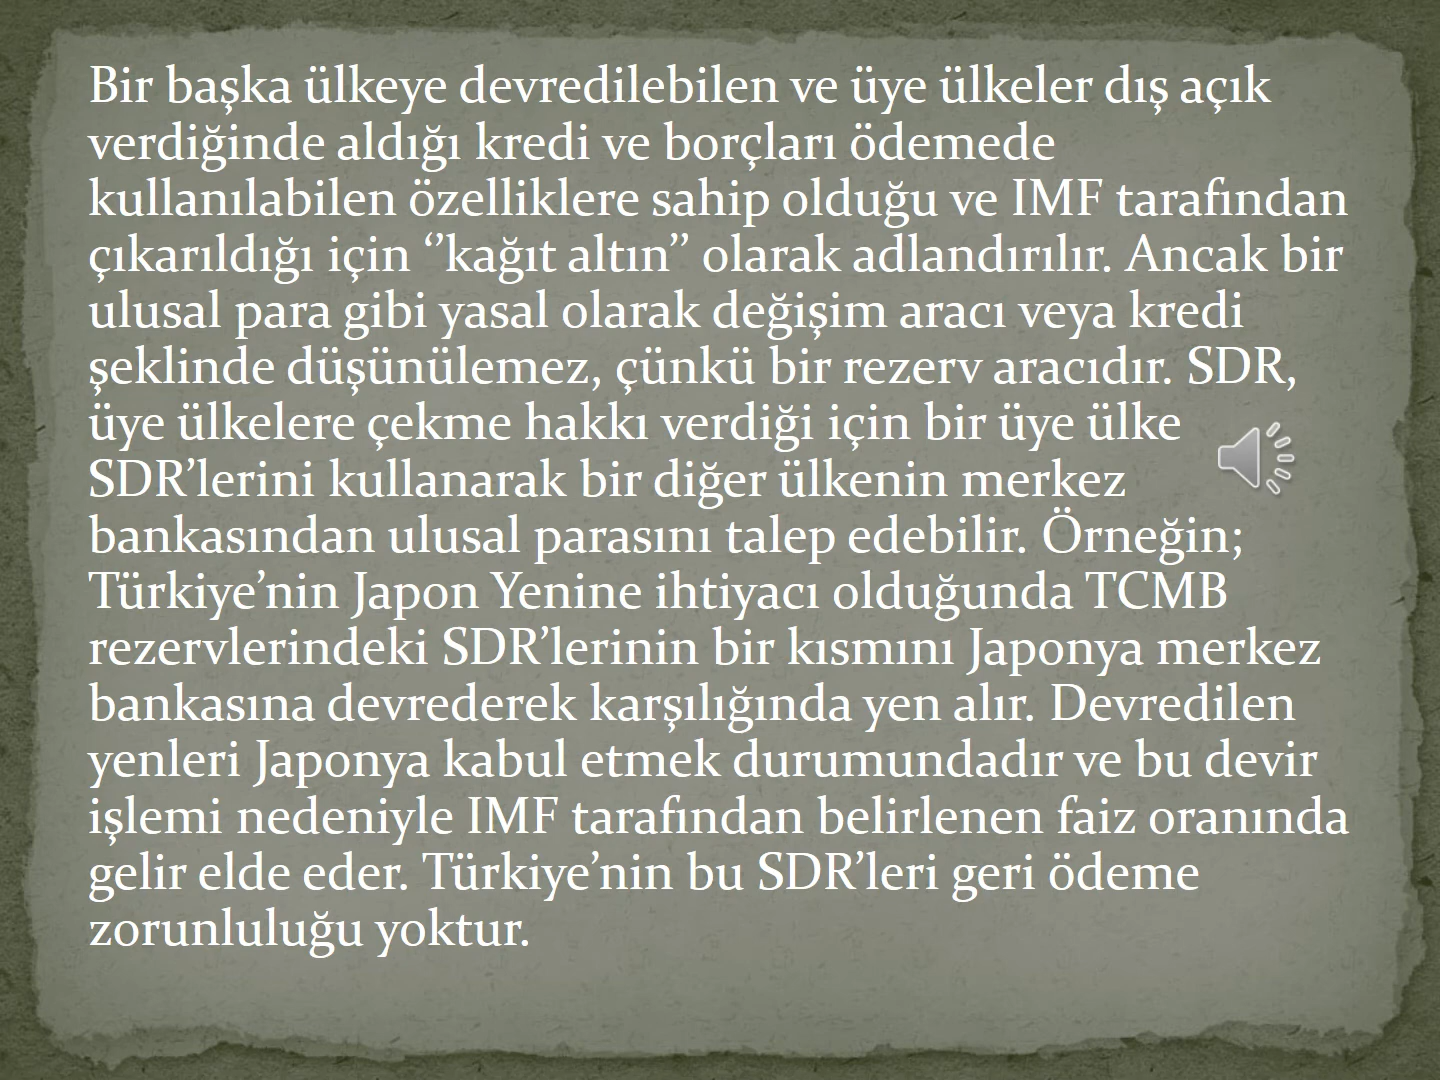 Bir başka ülkeye devredilebilen ve üye ülkeler dış açık
verdiğinde aldığı kredi ve borçları ödemede
kullanılabilen özelliklere sahip olduğu ve IMF tarafından
çıkarıldığı için ‘’kağıt altın’’ olarak adlandırılır. Ancak bir
ulusal para gibi yasal olarak değişim aracı veya kredi
şeklinde düşünülemez, çünkü bir rezerv aracıdır. SDR,
üye ülkelere çekme hakkı verdiği için bir üye ülke
SDR’lerini kullanarak bir diğer ülkenin merkez
bankasından ulusal parasını talep edebilir. Örneğin;
Türkiye’nin Japon Yenine ihtiyacı olduğunda TCMB
rezervlerindeki SDR’lerinin bir kısmını Japonya merkez
bankasına devrederek karşılığında yen alır. Devredilen
yenleri Japonya kabul etmek durumundadır ve bu devir
işlemi nedeniyle IMF tarafından belirlenen faiz oranında
gelir elde eder. Türkiye’nin bu SDR’leri geri ödeme
zorunluluğu yoktur.